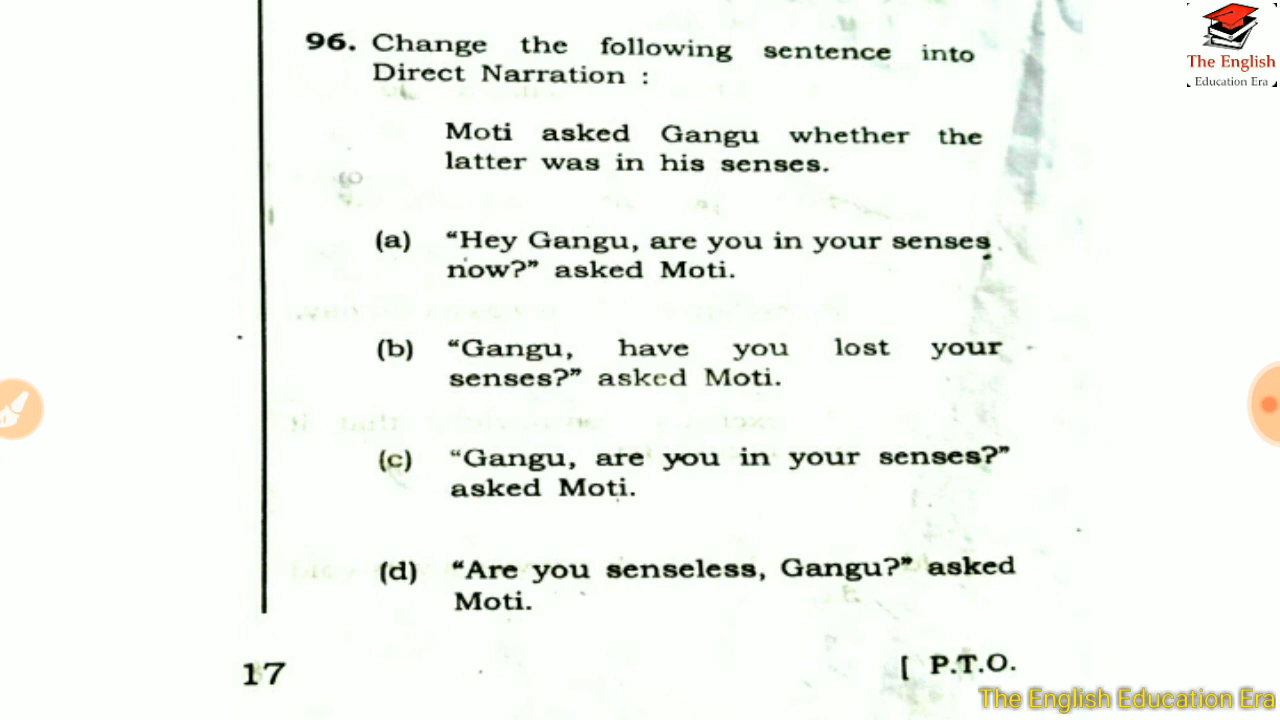 The English
Education Era
96. Change the following sentence into
Direct Narration :
Moti asked Gangu whether the
latter was in his senses.
(a) “Hey Gangu, are you in your senses
now?” asked Moti.
(b) “Gangu, have you lost your
senses?” asked Moti.
(c) “Gangu, are you in your senses?”
asked Moti.
(d) “Are you senseless, Gangu?” asked
Moti.
17 [ P.T.O.
The English Education Era